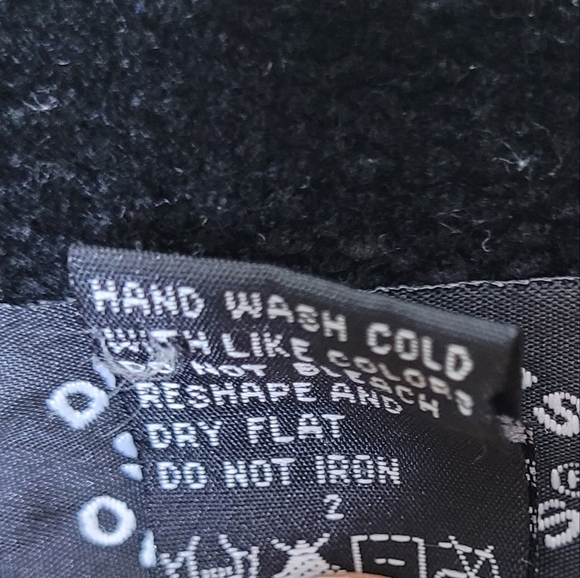 HAND WASH COLD
WITH LIKE COLORS
DO NOT BLEACH
RESHAPE AND
DRY FLAT
DO NOT IRON
2